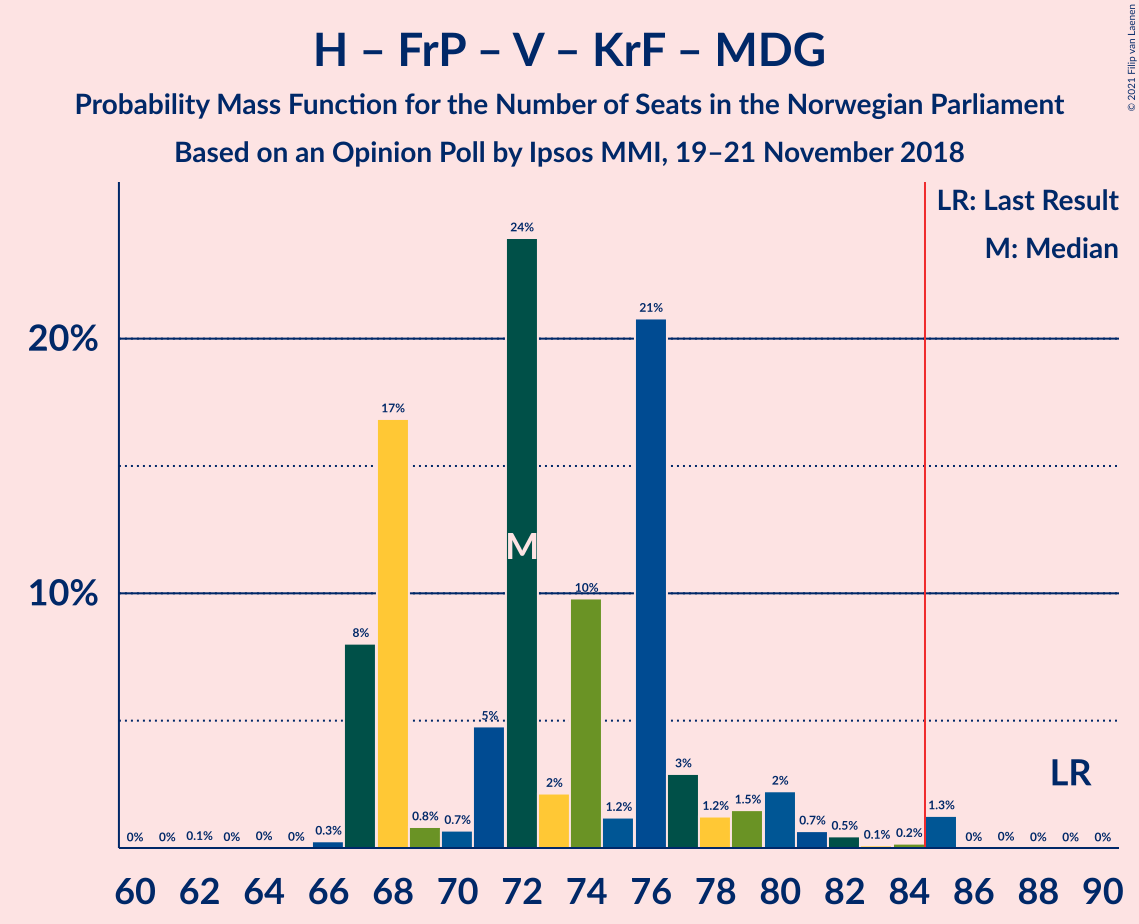 H – FrP – V – KrF – MDG
Probability Mass Function for the Number of Seats in the Norwegian Parliament
Based on an Opinion Poll by Ipsos MMI, 19–21 November 2018
© 2021 Filip van Laenen
LR: Last Result
M: Median
20%
10%
0% 0% 0.1% 0% 0% 0% 0.3% 8% 17% 0.8% 0.7% 5% 24% 2% 10% 1.2% 21% 3% 1.2% 1.5% 2% 0.7% 0.5% 0.1% 0.2% 1.3% 0% 0% 0% 0% 0%
M
LR
60 62 64 66 68 70 72 74 76 78 80 82 84 86 88 90